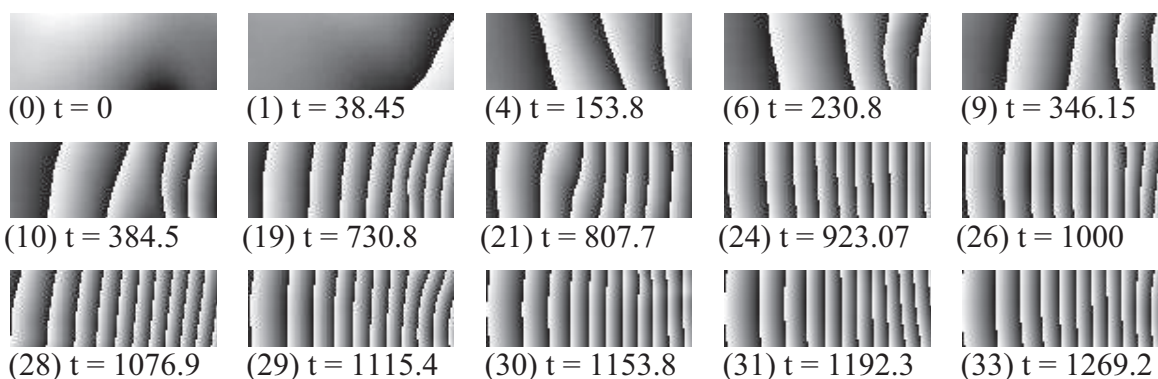 (0) t = 0 (1) t = 38.45 (4) t = 153.8 (6) t = 230.8 (9) t = 346.15
(10) t = 384.5 (19) t = 730.8 (21) t = 807.7 (24) t = 923.07 (26) t = 1000
(28) t = 1076.9 (29) t = 1115.4 (30) t = 1153.8 (31) t = 1192.3 (33) t = 1269.2